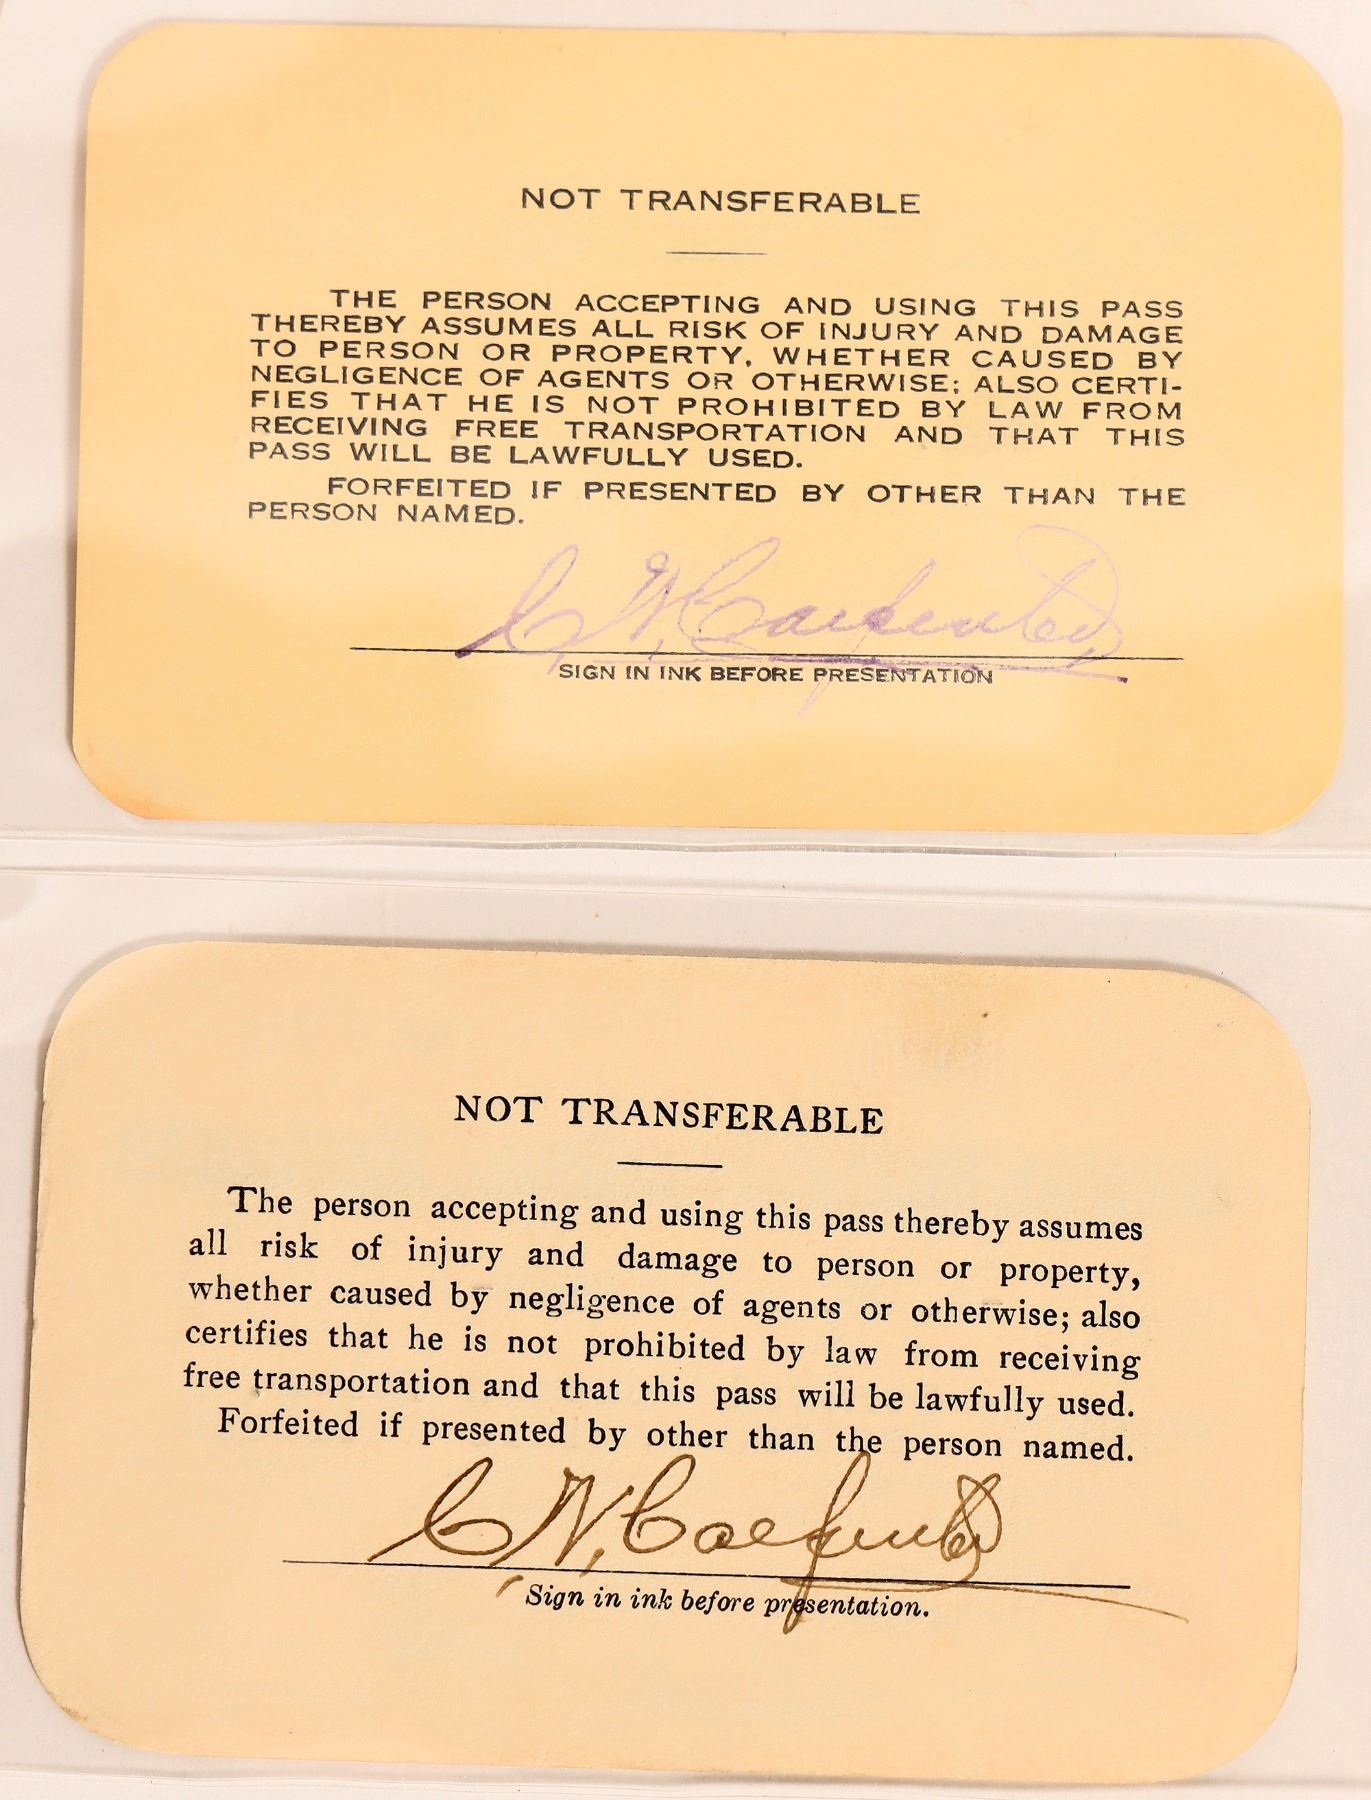 NOT TRANSFERABLE
THE PERSON ACCEPTING AND USING THIS PASS
THEREBY ASSUMES ALL RISK OF INJURY AND DAMAGE
TO PERSON OR PROPERTY, WHETHER CAUSED BY
NEGLIGENCE OF AGENTS OR OTHERWISE; ALSO CERTI-
FIES THAT HE IS NOT PROHIBITED BY LAW FROM
RECEIVING FREE TRANSPORTATION AND THAT THIS
PASS WILL BE LAWFULLY USED.
FORFEITED IF PRESENTED BY OTHER THAN THE
PERSON NAMED.
C. N. Carpenter
SIGN IN INK BEFORE PRESENTATION
NOT TRANSFERABLE
The person accepting and using this pass thereby assumes
all risk of injury and damage to person or property,
whether caused by negligence of agents or otherwise; also
certifies that he is not prohibited by law from receiving
free transportation and that this pass will be lawfully used.
Forfeited if presented by other than the person named.
C, N, Carpenter
Sign in ink before presentation.